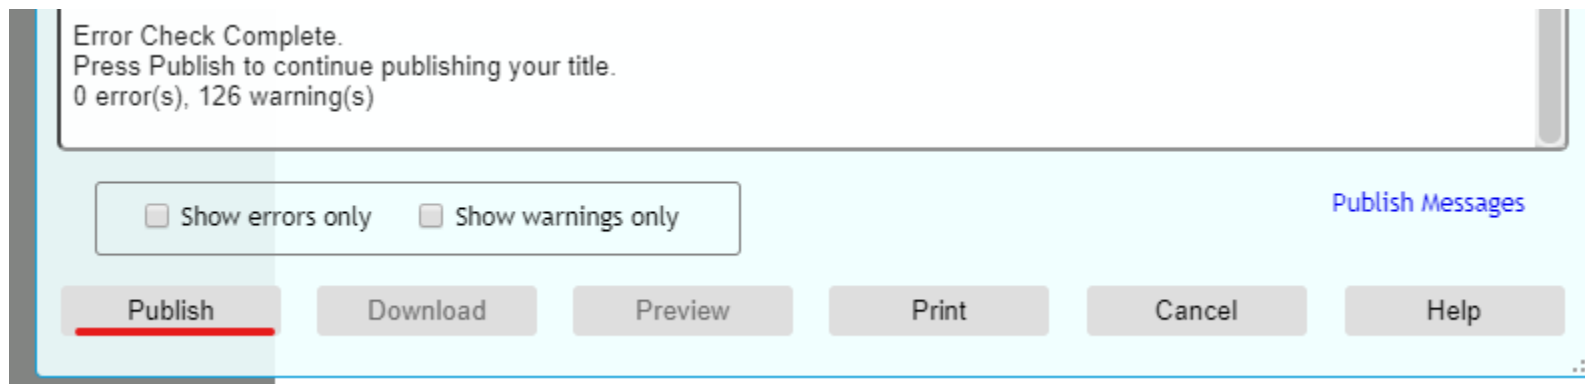 Error Check Complete.
Press Publish to continue publishing your title.
0 error(s), 126 warning(s)
Show errors only Show warnings only
Publish Messages
Publish Download Preview Print Cancel Help